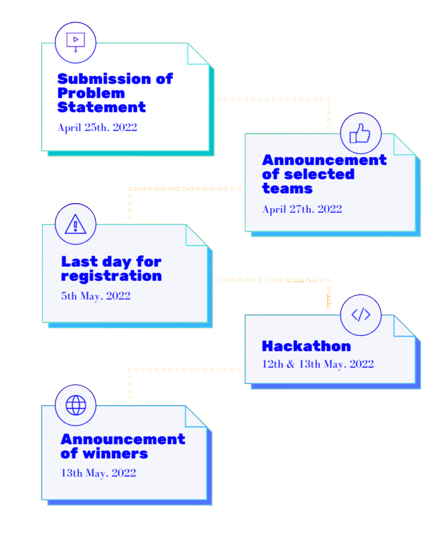 Submission of
Problem
Statement
April 25th, 2022
Announcement
of selected
teams
April 27th, 2022
Last day for
registration
5th May, 2022
</>
Hackathon
12th & 13th May, 2022
Announcement
of winners
13th May, 2022